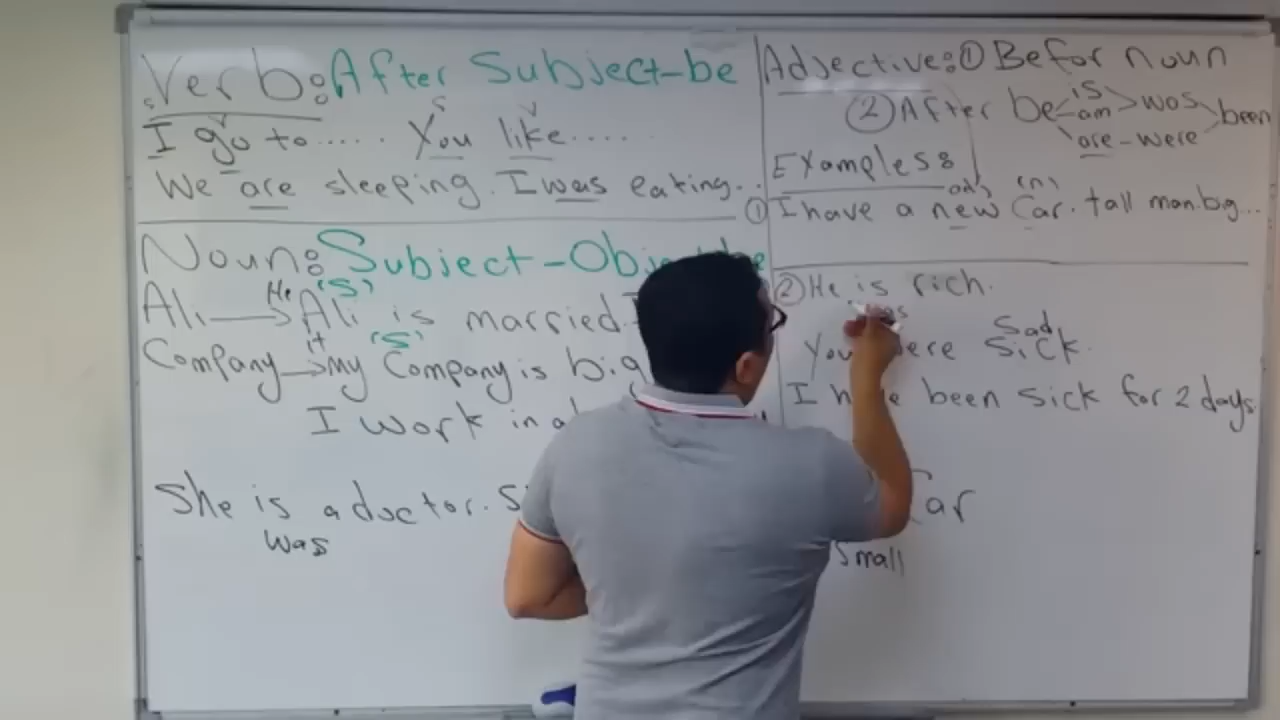 Verb: After Subject-be
S V
I go to..... You like......
We are sleeping. I was eating...
Noun: Subject-Obj
He (S)
Ali → Ali is married.
it (S)
Company → my Company is big
I work in a
She is a doctor. S
was
Adjective: ① Befor noun
② After be is am > was been
are - were
Examples:
adj (n)
① I have a new Car. tall man. big...
② He is rich.
Sad
You were Sick.
I have been sick for 2 days.
Car
Small